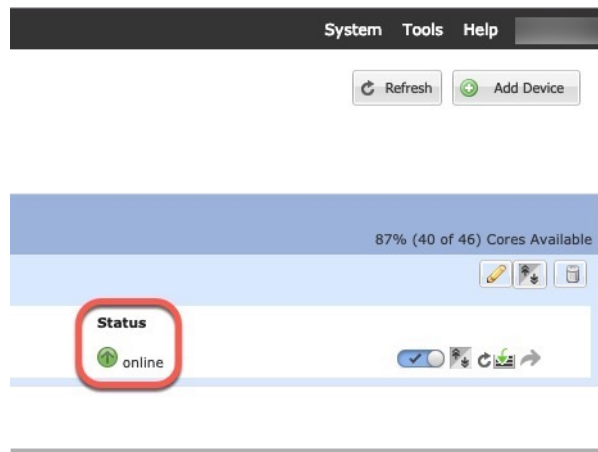 System Tools Help
Refresh Add Device
87% (40 of 46) Cores Available
Status
online